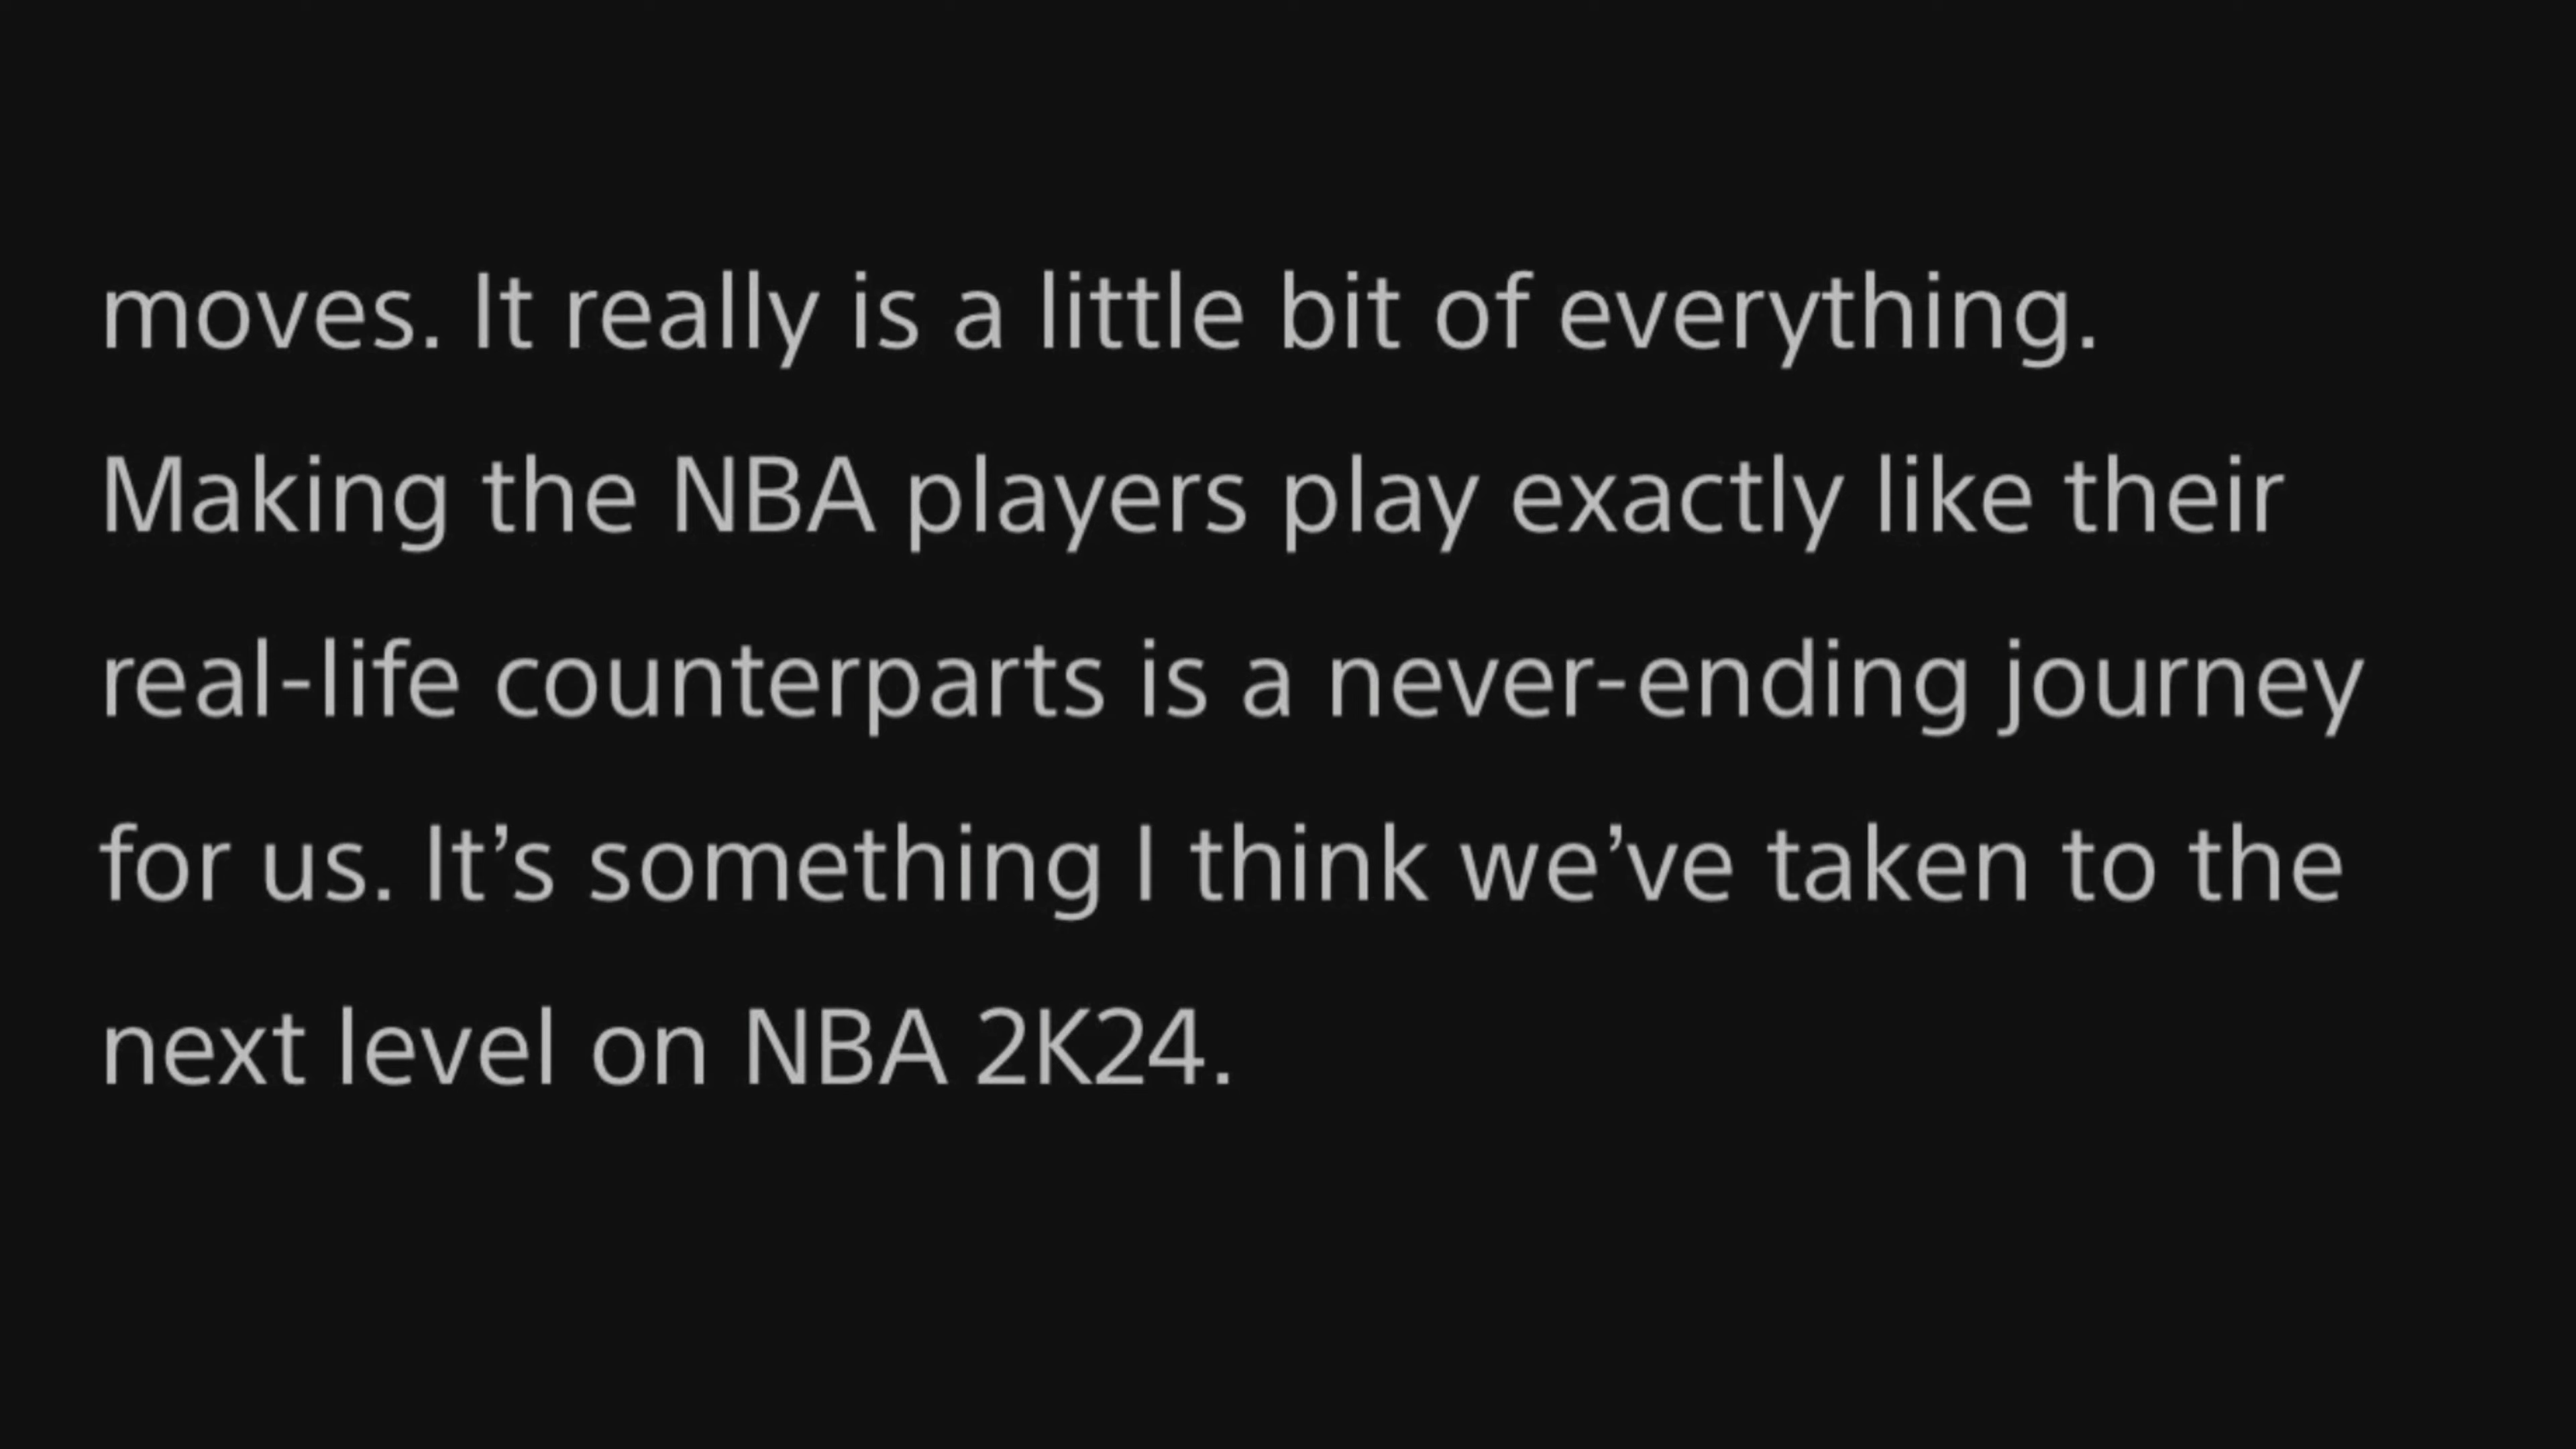 moves. It really is a little bit of everything.
Making the NBA players play exactly like their
real-life counterparts is a never-ending journey
for us. It’s something I think we’ve taken to the
next level on NBA 2K24.